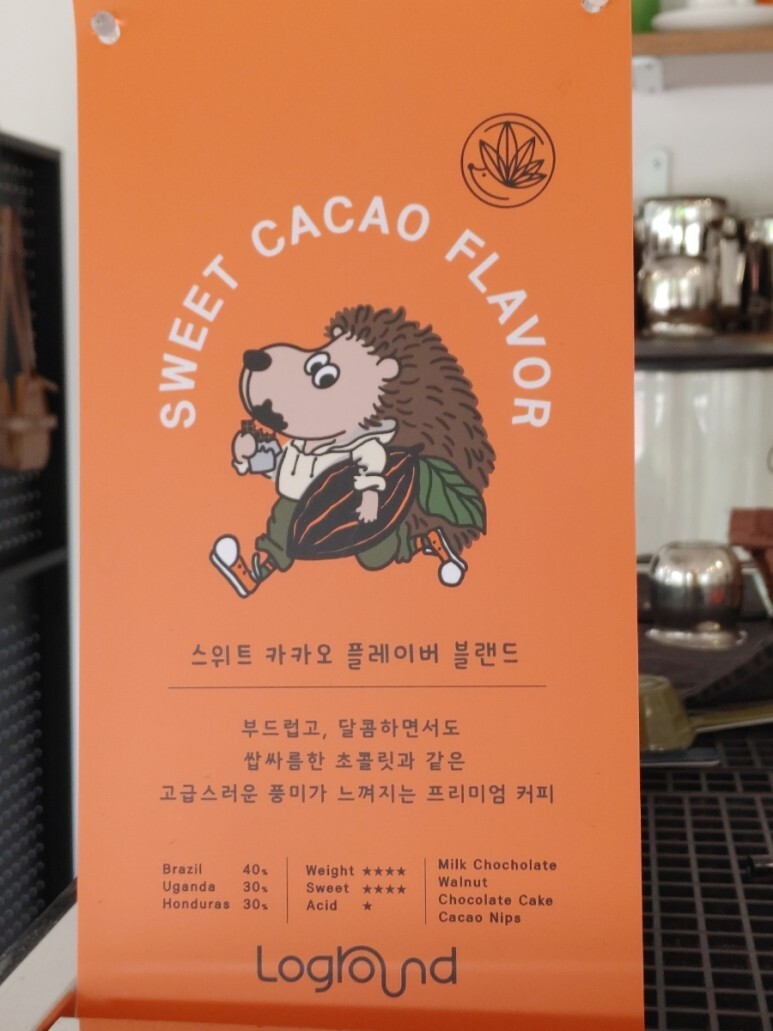 SWEET CACAO FLAVOR
스위트 카카오 플레이버 블랜드
부드럽고, 달콤하면서도
쌉싸름한 초콜릿과 같은
고급스러운 풍미가 느껴지는 프리미엄 커피
Brazil 40%
Uganda 30%
Honduras 30%
Weight ★★★★
Sweet ★★★★
Acid ★
Milk Chocholate
Walnut
Chocolate Cake
Cacao Nips
Loground